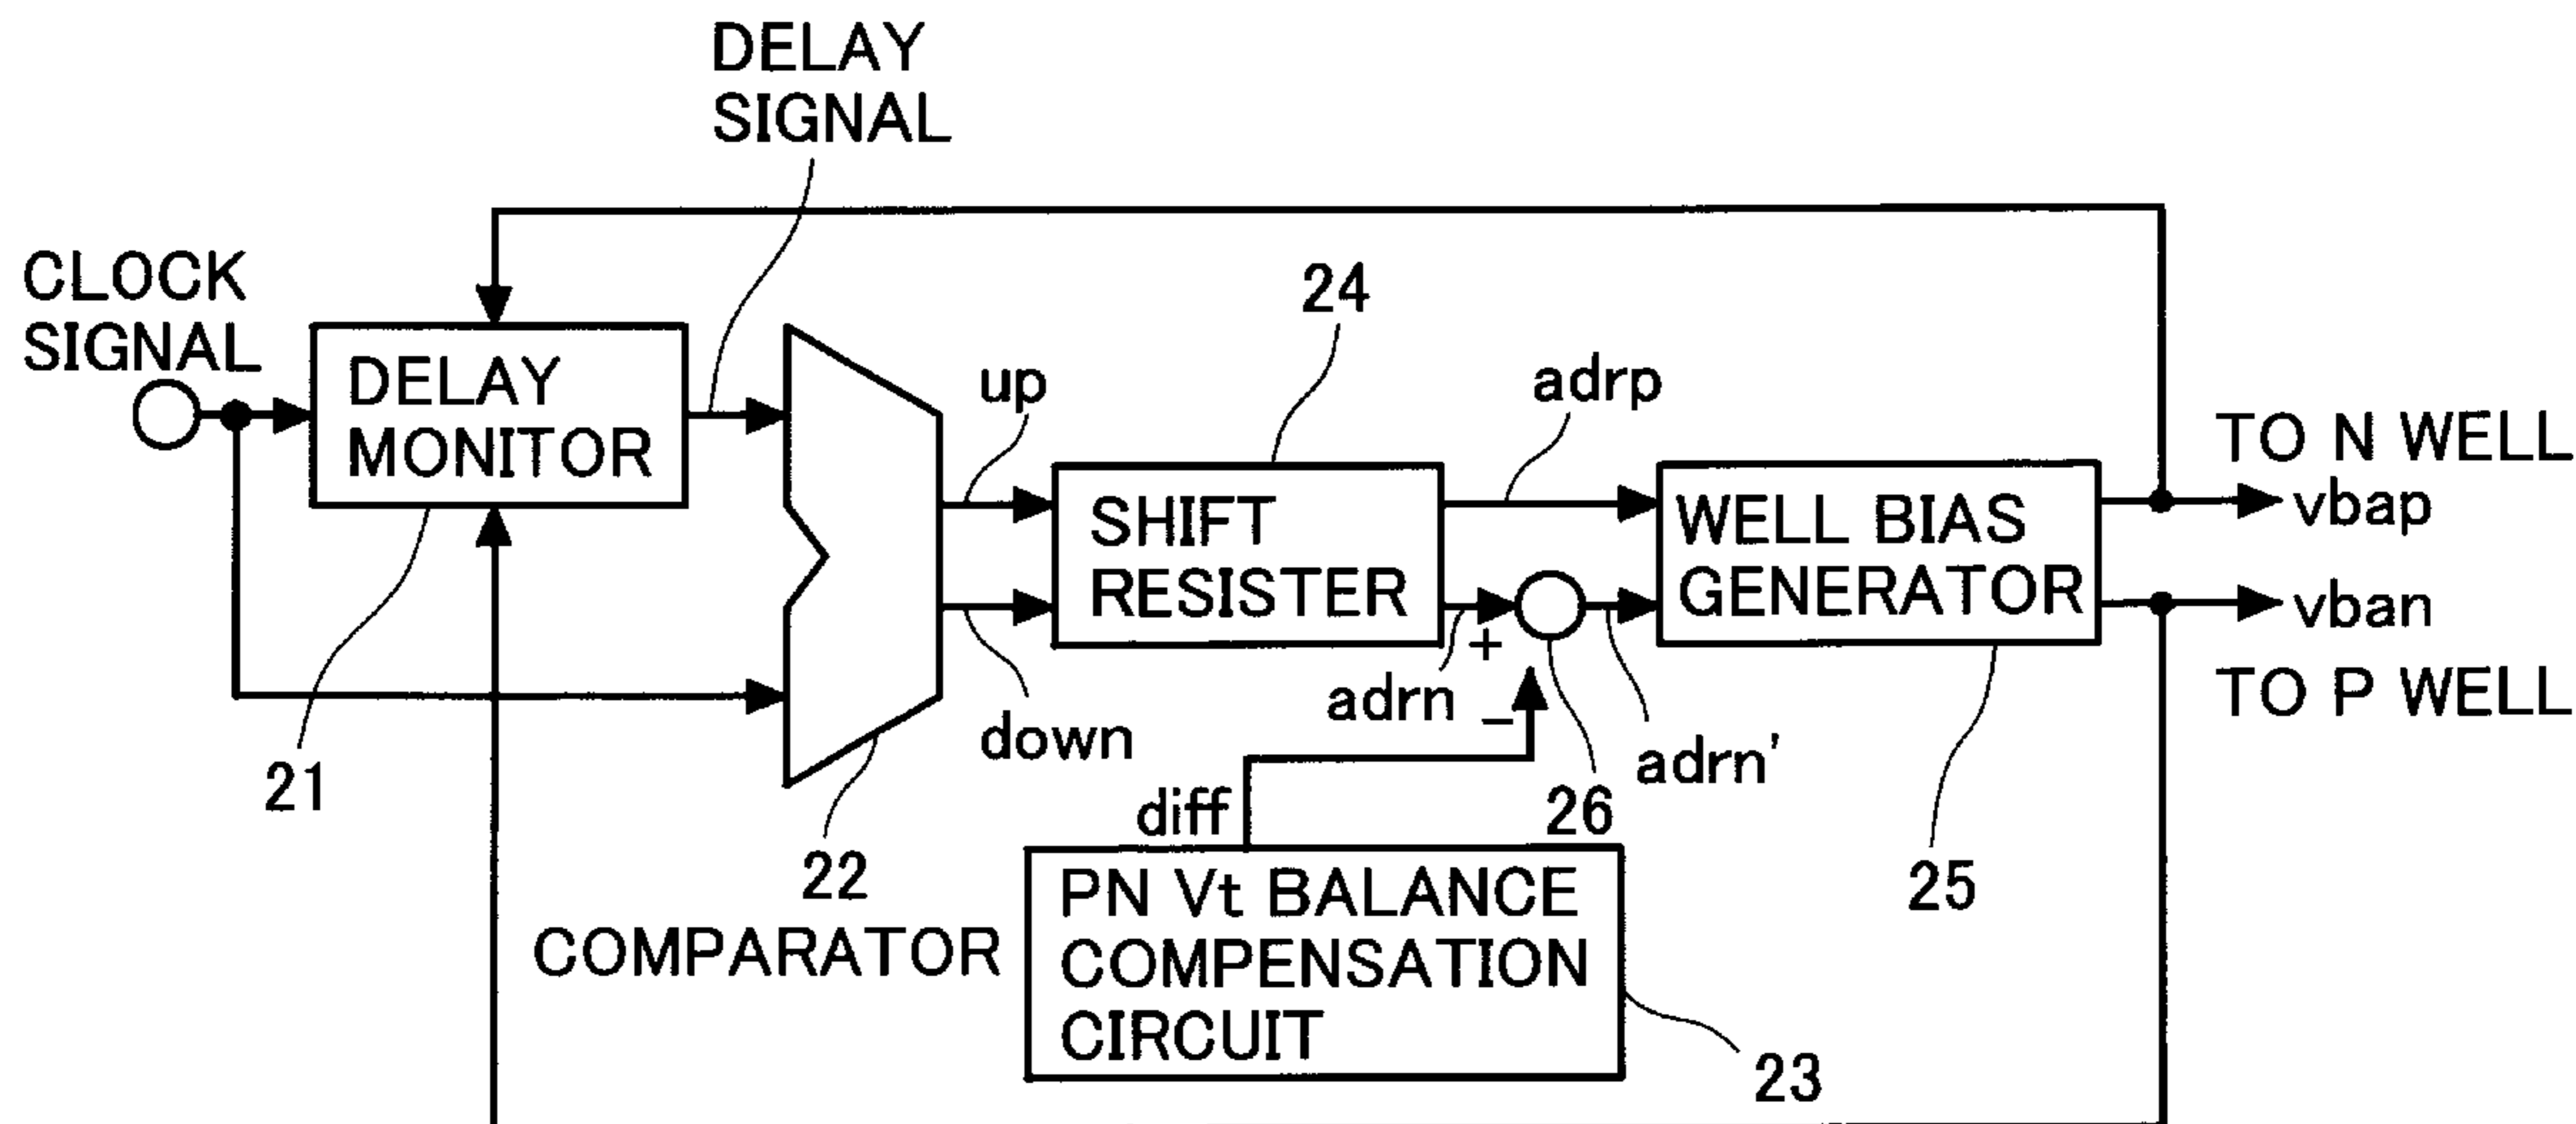 DELAY
SIGNAL
CLOCK
SIGNAL
24
DELAY
MONITOR
up
adrp
TO N WELL
vbap
SHIFT
RESISTER
WELL BIAS
GENERATOR
vban
TO P WELL
+
adrn
−
down
adrn'
21
diff
26
22
COMPARATOR
PN Vt BALANCE
COMPENSATION
CIRCUIT
25
23